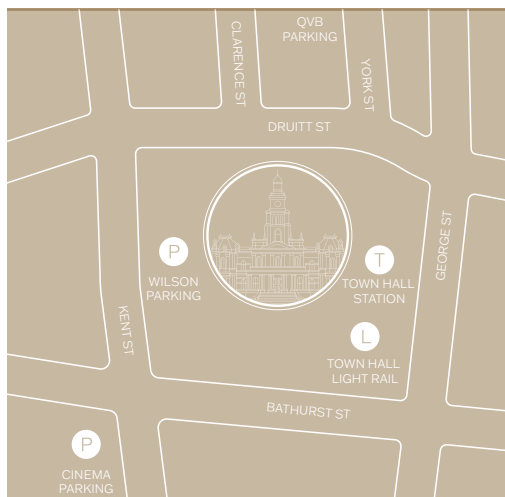 QVB
PARKING
CLARENCE ST
YORK ST
DRUITT ST
GEORGE ST
P
WILSON
PARKING
T
TOWN HALL
STATION
KENT ST
L
TOWN HALL
LIGHT RAIL
BATHURST ST
P
CINEMA
PARKING